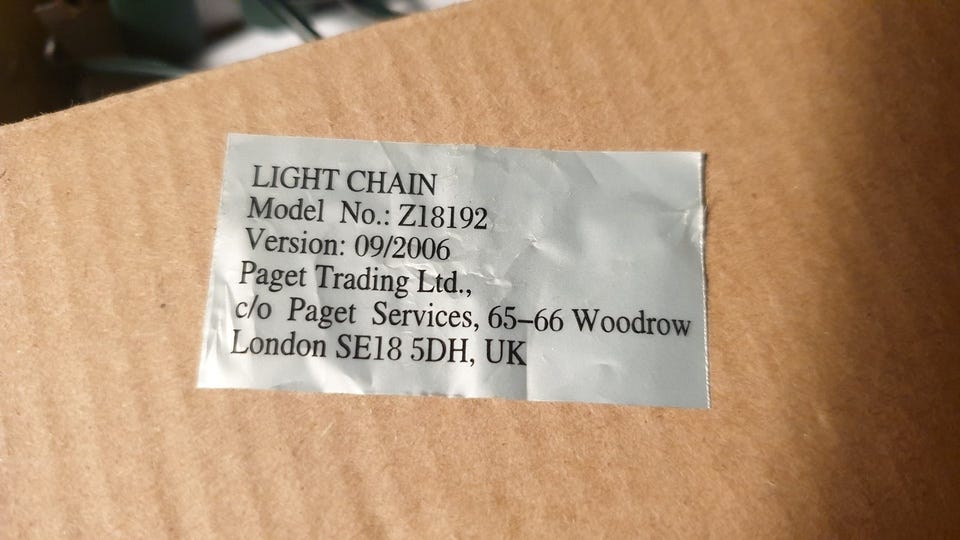 LIGHT CHAIN
Model No.: Z18192
Version: 09/2006
Paget Trading Ltd.,
c/o Paget Services, 65–66 Woodrow
London SE18 5DH, UK